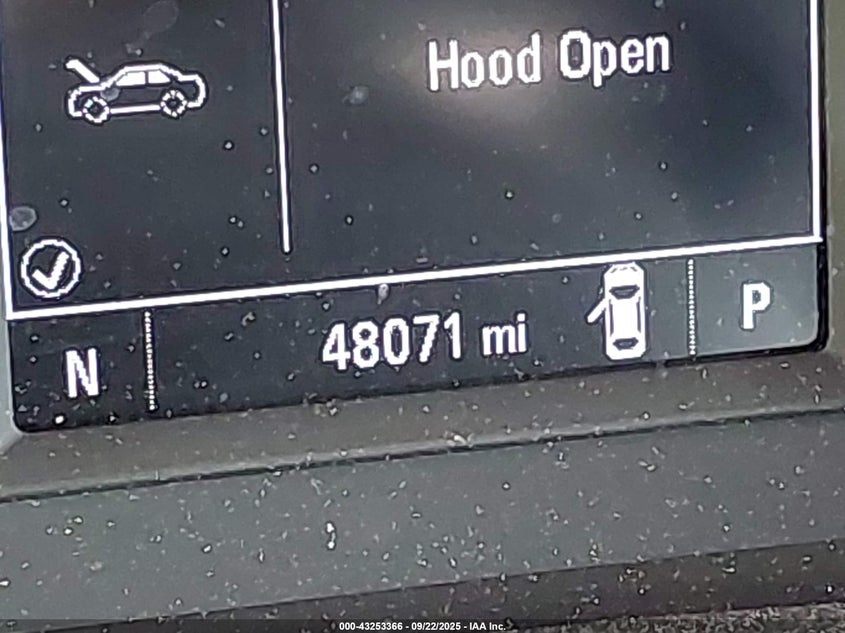 Hood Open
N
48071 mi
P
000-43253366 - 09/22/2025 - IAA Inc.